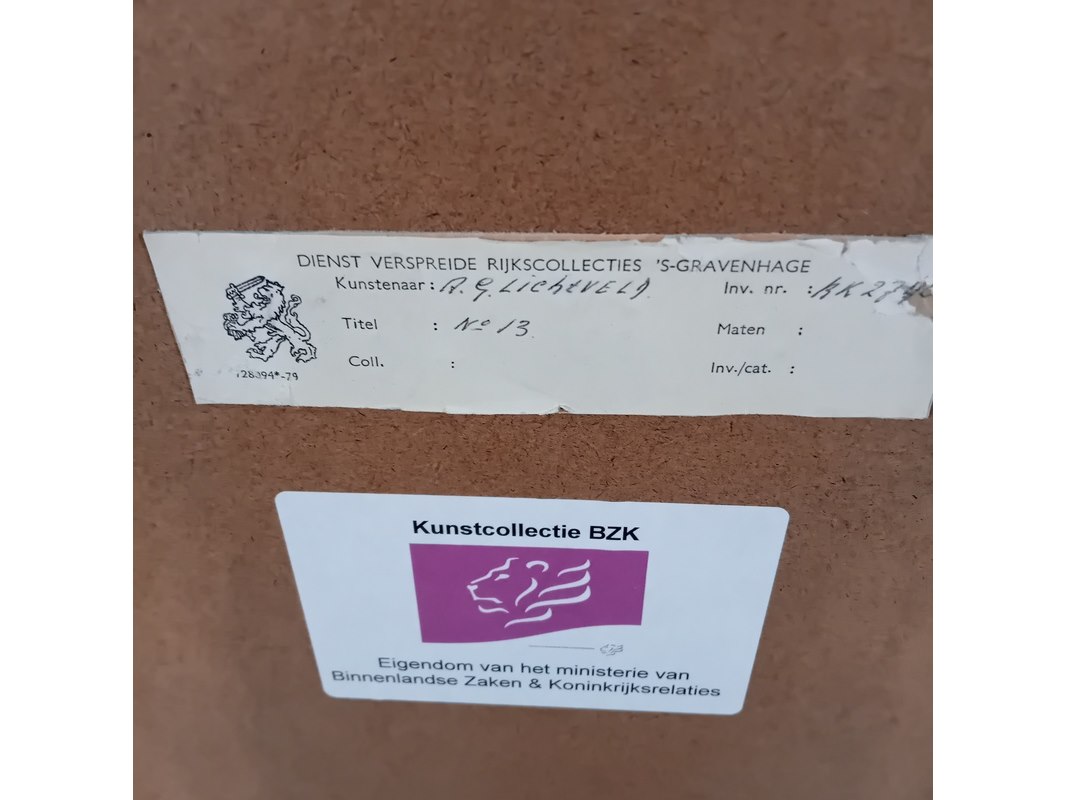 DIENST VERSPREIDE RIJKSCOLLECTIES 'S-GRAVENHAGE
Kunstenaar: A. G. LichtVELD. Inv. nr. :
Titel : No 13. Maten :
Coll. : Inv./cat. :
Kunstcollectie BZK
Eigendom van het ministerie van
Binnenlandse Zaken & Koninkrijksrelaties